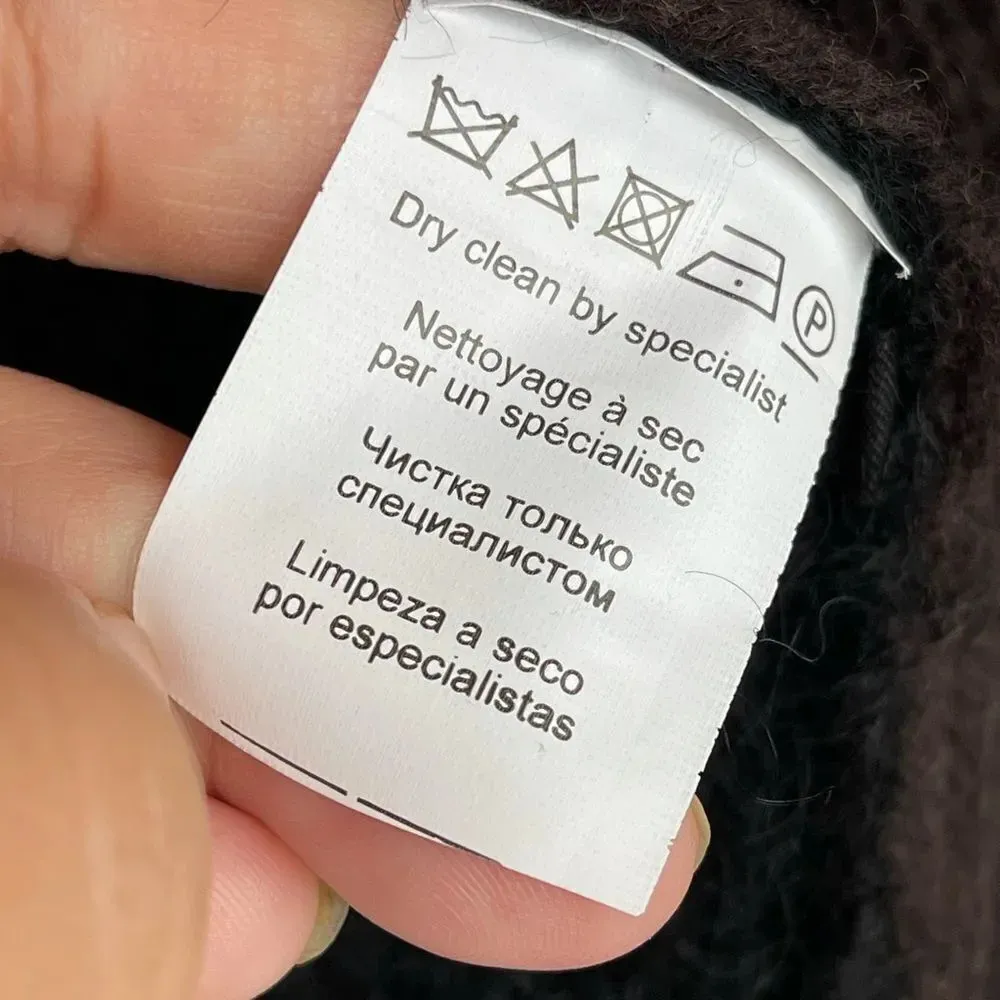 P
Dry clean by specialist
Nettoyage à sec
par un spécialiste
Чистка только
специалистом
Limpeza a seco
por especialistas